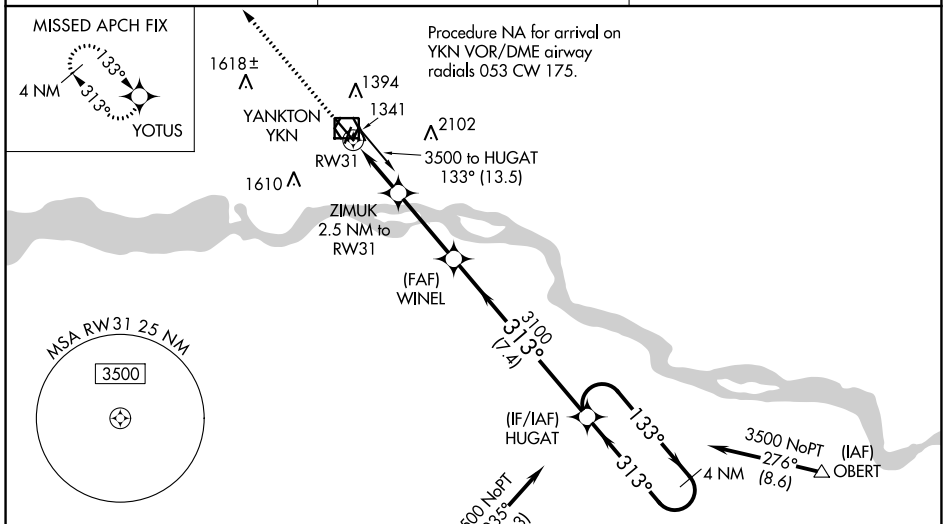 MISSED APCH FIX
4 NM
133°
313°
YOTUS
Procedure NA for arrival on
YKN VOR/DME airway
radials 053 CW 175.
1618±
1394
1341
2102
YANKTON
YKN
RW31
3500 to HUGAT
133° (13.5)
1610
ZIMUK
2.5 NM to
RW31
(FAF)
WINEL
3100
313°
(7.4)
MSA RW31 25 NM
3500
(IF/IAF)
HUGAT
133°
313°
4 NM
3500 NoPT
276°
(8.6)
(IAF)
OBERT
500 NoPT